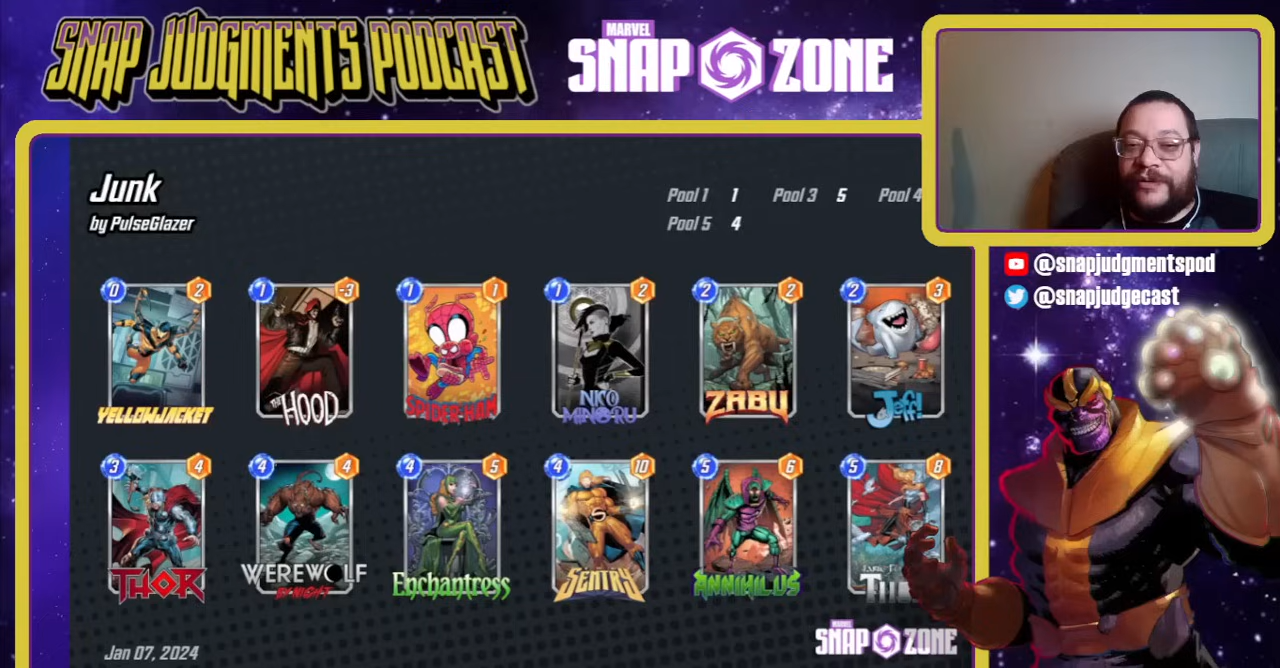 SNAP JUDGMENTS PODCAST
MARVEL
SNAP ZONE
Junk
by PulseGlazer
Pool 1 1 Pool 3 5 Pool 4
Pool 5 4
@snapjudgmentspod
@snapjudgecast
0 2 1 -3 1 1 1 2 2 2 2 3
YELLOWJACKET THE HOOD SPIDER-HAM NICO MINORU ZABU Jeff!
3 4 4 4 4 5 4 10 5 6 5 8
THOR WEREWOLF BY NIGHT Enchantress SENTRY ANNIHILUS
Jan 07, 2024
MARVEL
SNAP ZONE